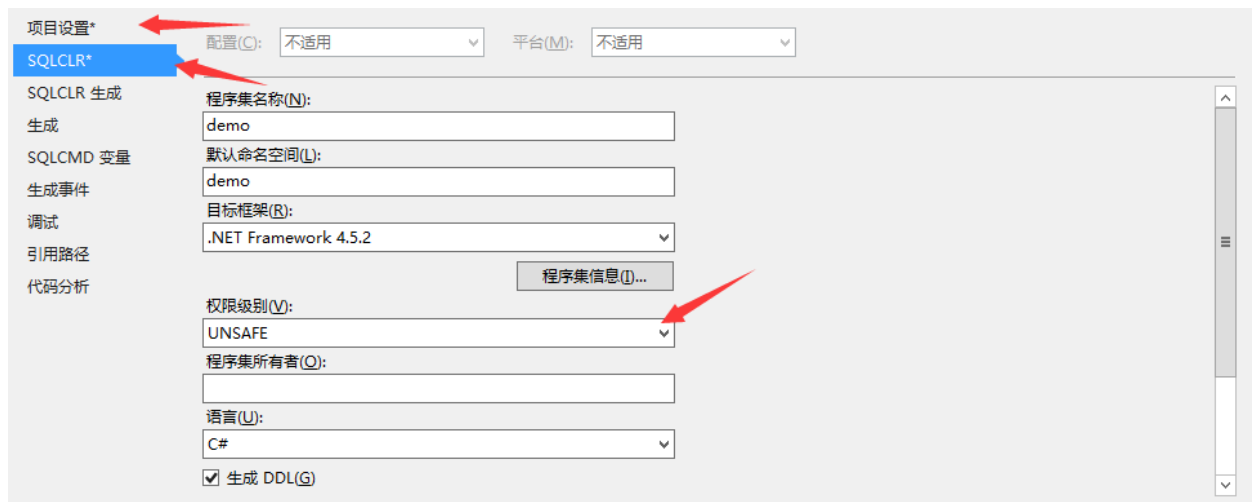 项目设置*
SQLCLR*
SQLCLR 生成
生成
SQLCMD 变量
生成事件
调试
引用路径
代码分析
配置(C): 不适用 平台(M): 不适用
程序集名称(N):
demo
默认命名空间(L):
demo
目标框架(R):
.NET Framework 4.5.2
程序集信息(I)...
权限级别(V):
UNSAFE
程序集所有者(O):
语言(U):
C#
生成 DDL(G)